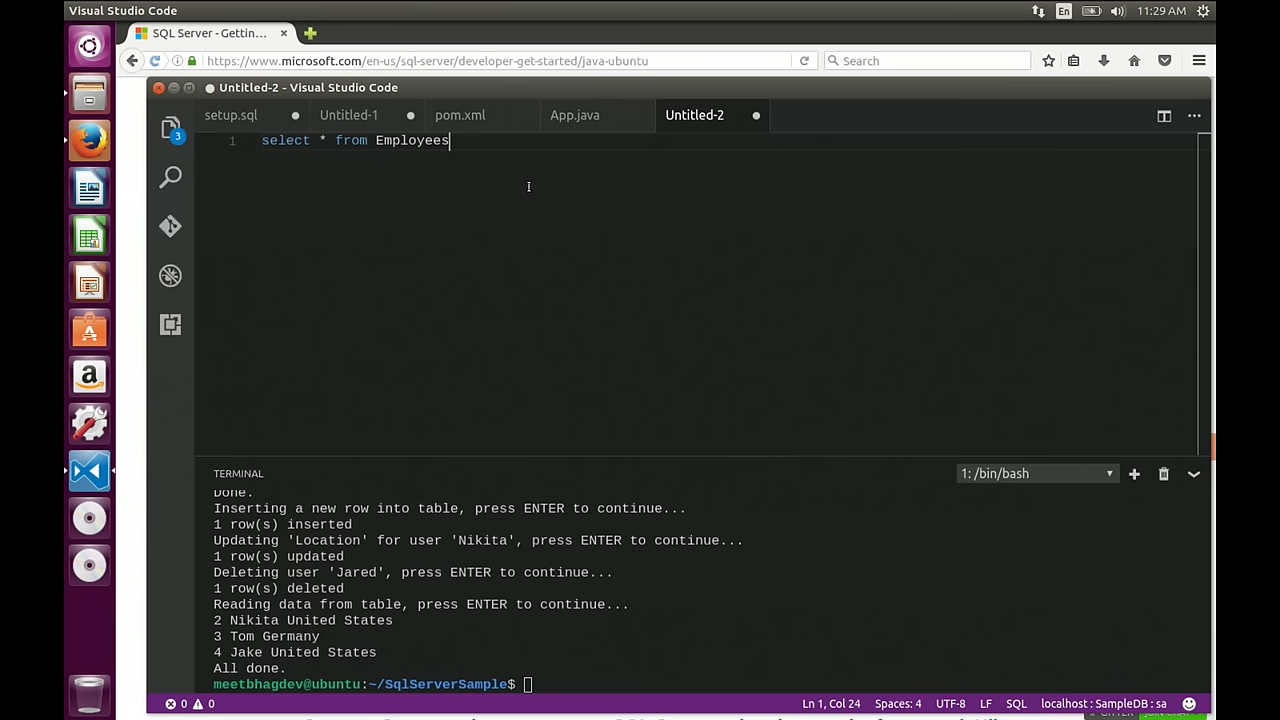 Visual Studio Code
En
11:29 AM
SQL Server - Gettin...
https://www.microsoft.com/en-us/sql-server/developer-get-started/java-ubuntu
Search
Untitled-2 - Visual Studio Code
setup.sql
Untitled-1
pom.xml
App.java
Untitled-2
3
1 select * from Employees
TERMINAL
1: /bin/bash
Done.
Inserting a new row into table, press ENTER to continue...
1 row(s) inserted
Updating 'Location' for user 'Nikita', press ENTER to continue...
1 row(s) updated
Deleting user 'Jared', press ENTER to continue...
1 row(s) deleted
Reading data from table, press ENTER to continue...
2 Nikita United States
3 Tom Germany
4 Jake United States
All done.
meetbhagdev@ubuntu:~/SqlServerSample$
0 0
Ln 1, Col 24
Spaces: 4
UTF-8
LF
SQL
localhost : SampleDB : sa